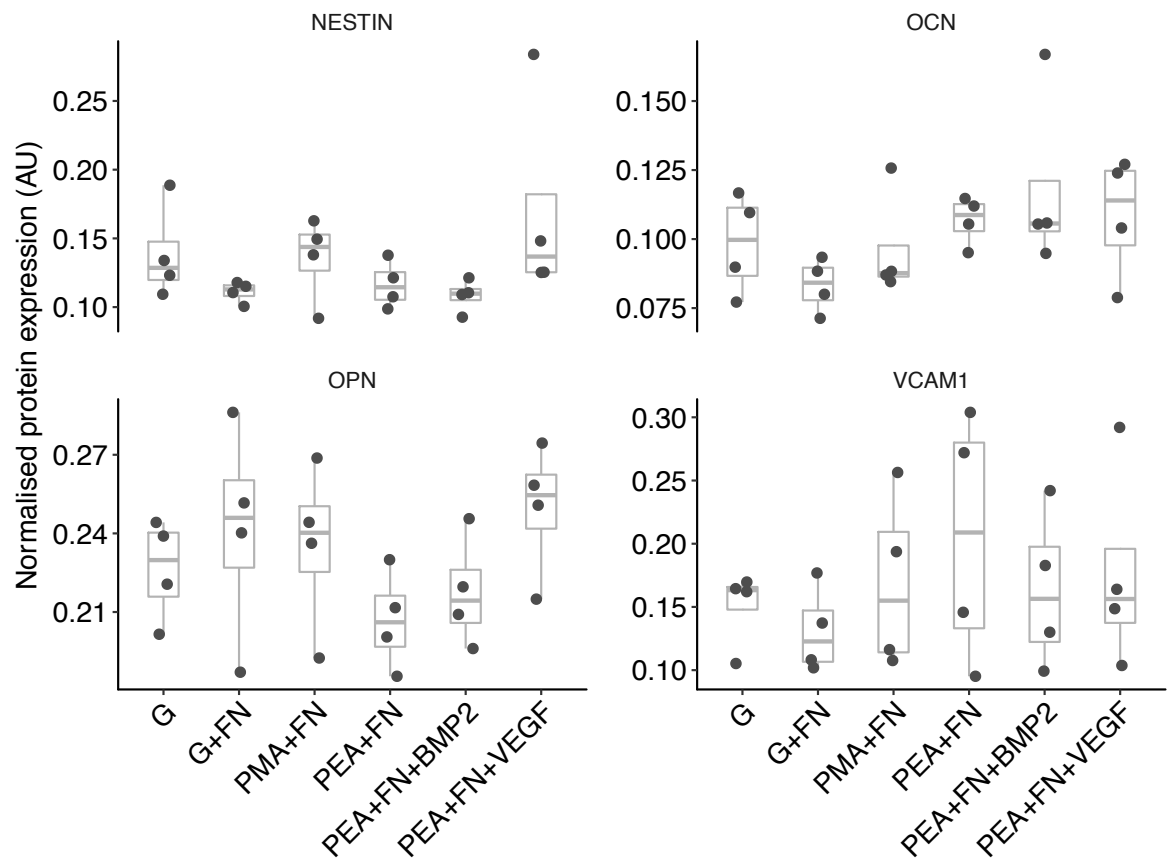 NESTIN
OCN
Normalised protein expression (AU)
0.25
0.20
0.15
0.10
0.150
0.125
0.100
0.075
OPN
VCAM1
0.27
0.24
0.21
0.30
0.25
0.20
0.15
0.10
G
G+FN
PMA+FN
PEA+FN
PEA+FN+BMP2
PEA+FN+VEGF
G
G+FN
PMA+FN
PEA+FN
PEA+FN+BMP2
PEA+FN+VEGF